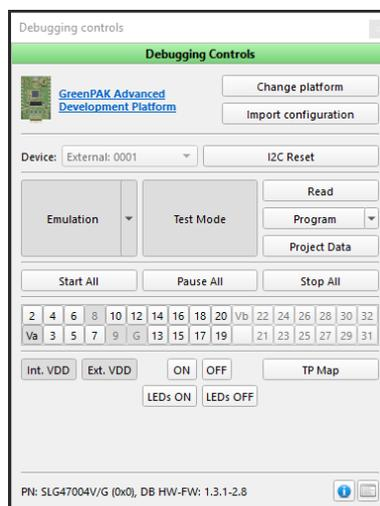 Debugging controls
Debugging Controls
GreenPAK Advanced
Development Platform
Change platform
Import configuration
Device: External: 0001 I2C Reset
Emulation Test Mode
Read
Program
Project Data
Start All Pause All Stop All
2 4 6 8 10 12 14 16 18 20 Vb 22 24 26 28 30 32
Va 3 5 7 9 G 13 15 17 19 21 23 25 27 29 31
Int. VDD Ext. VDD ON OFF TP Map
LEDs ON LEDs OFF
PN: SLG47004V/G (0x0), DB HW-FW: 1.3.1-2.8